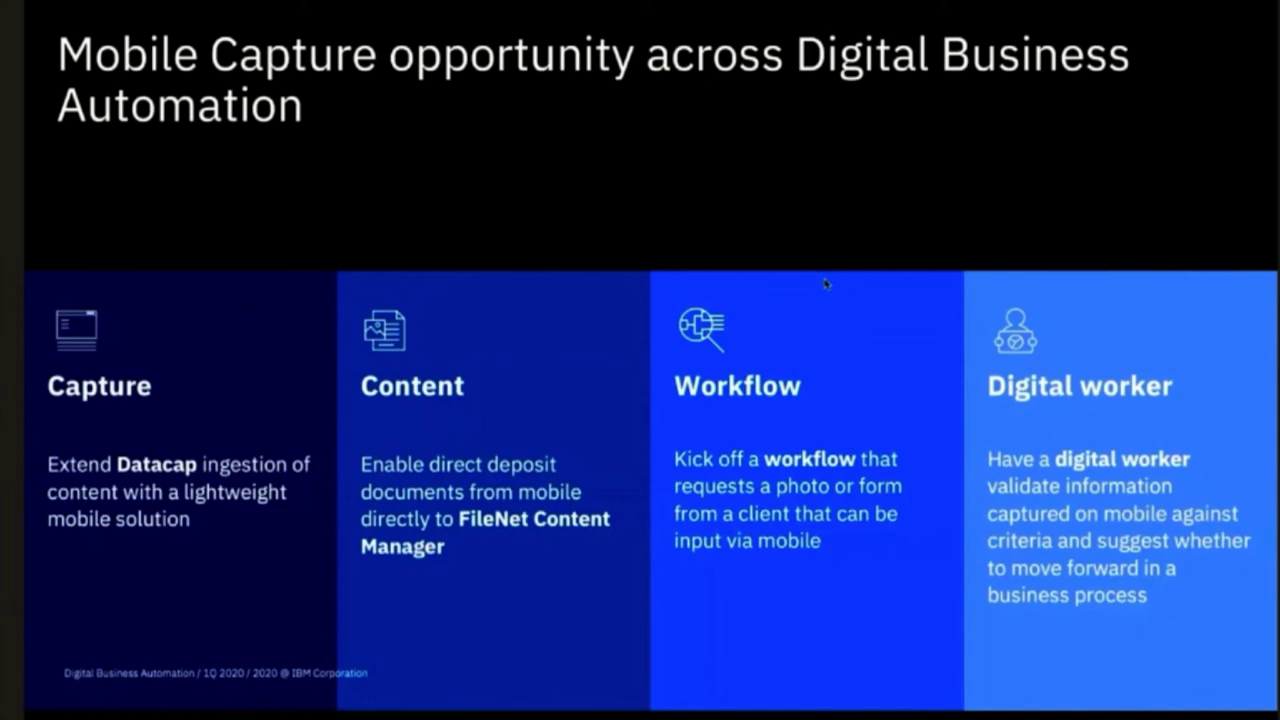 Mobile Capture opportunity across Digital Business
Automation
Capture
Extend Datacap ingestion of
content with a lightweight
mobile solution
Content
Enable direct deposit
documents from mobile
directly to FileNet Content
Manager
Workflow
Kick off a workflow that
requests a photo or form
from a client that can be
input via mobile
Digital worker
Have a digital worker
validate information
captured on mobile against
criteria and suggest whether
to move forward in a
business process
Digital Business Automation / 1Q 2020 / 2020 @ IBM Corporation